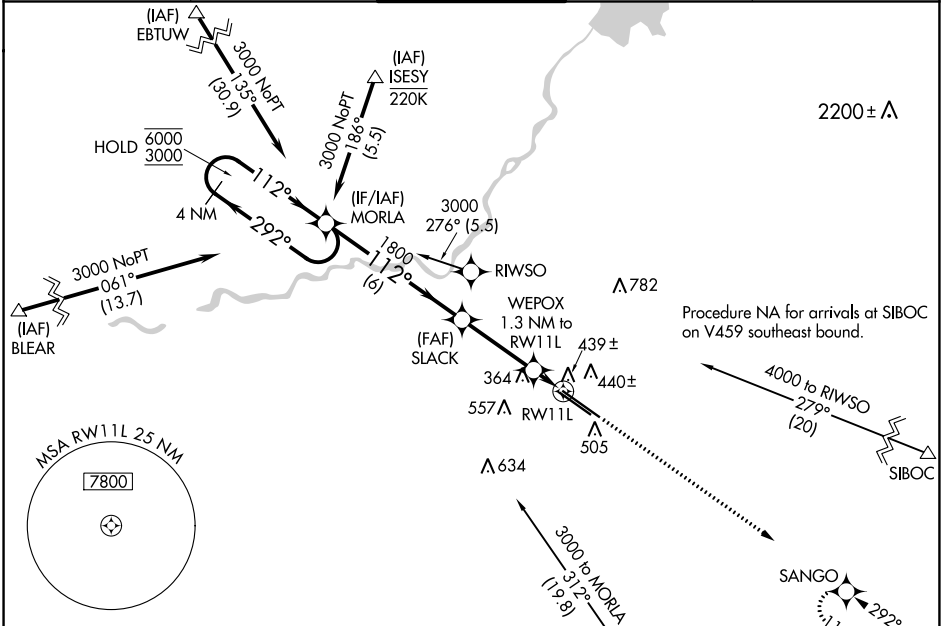 (IAF)
EBTUW
3000 NoPT
135°
(30.9)
(IAF)
ISESY
220K
3000 NoPT
186°
(5.5)
2200±
HOLD 6000
3000
112°
4 NM
292°
(IF/IAF)
MORLA
3000
276° (5.5)
1800
112°
(6)
RIWSO
3000 NoPT
061°
(13.7)
(IAF)
BLEAR
782
WEPOX
1.3 NM to
RW11L
(FAF)
SLACK
439±
364
440±
557
RW11L
505
634
Procedure NA for arrivals at SIBOC
on V459 southeast bound.
4000 to RIWSO
279°
(20)
SIBOC
MSA RW11L 25 NM
7800
3000 to MORLA
312°
(19.8)
SANGO
292°